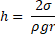 h = 2σ / ρgr